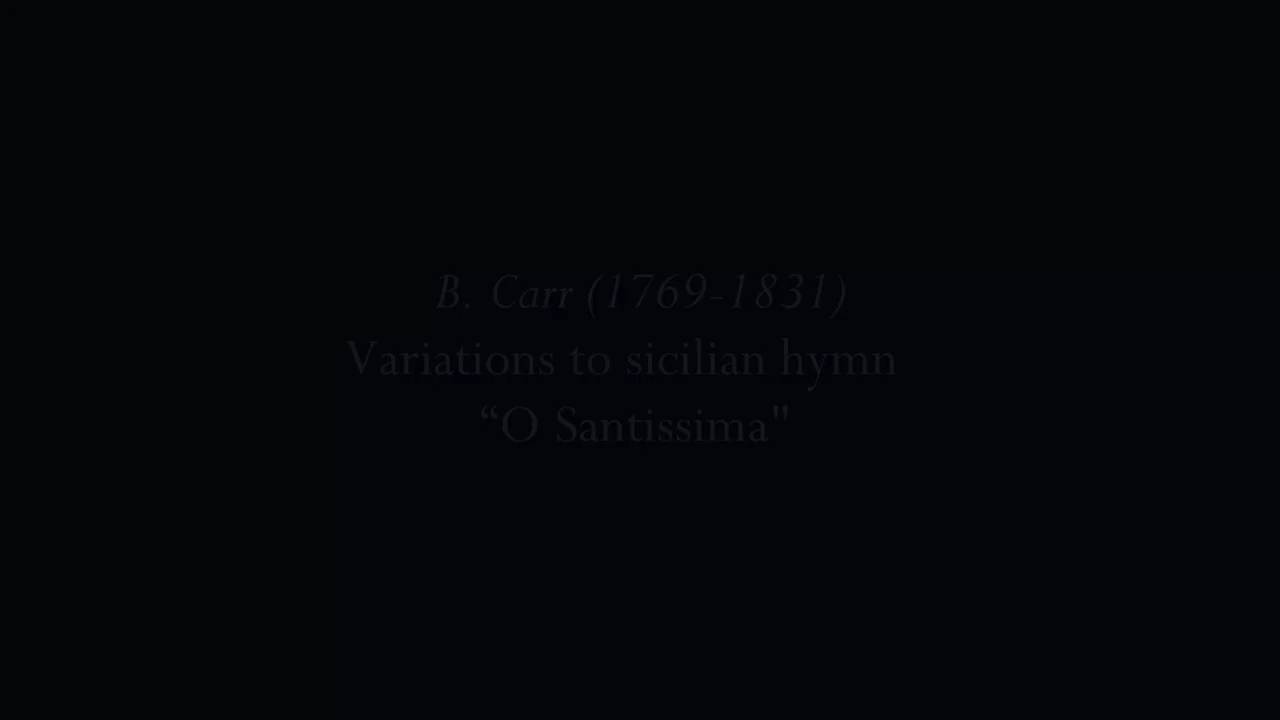 B. Carr (1769-1831)
Variations to sicilian hymn
“O Santissima"